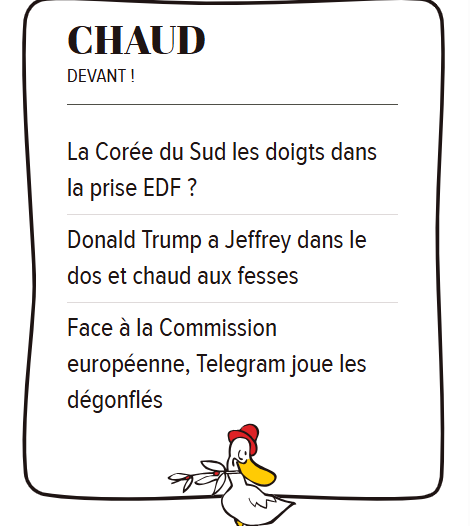 CHAUD
DEVANT !
La Corée du Sud les doigts dans
la prise EDF ?
Donald Trump a Jeffrey dans le
dos et chaud aux fesses
Face à la Commission
européenne, Telegram joue les
dégonflés